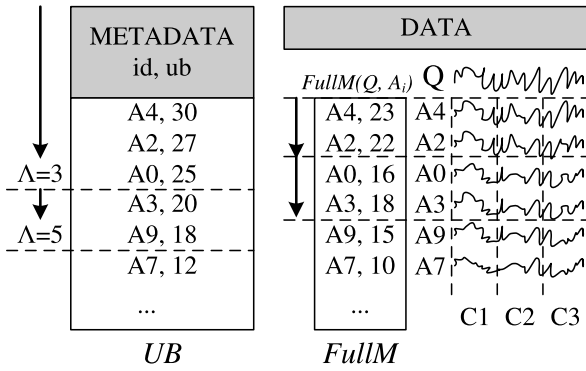 METADATA
id, ub
DATA
FullM(Q, Ai)
Q
A4, 30
A4, 23
A4
A2, 27
A2, 22
A2
Λ=3
A0, 25
A0, 16
A0
A3, 20
A3, 18
A3
Λ=5
A9, 18
A9, 15
A9
A7, 12
A7, 10
A7
...
...
C1 C2 C3
UB
FullM